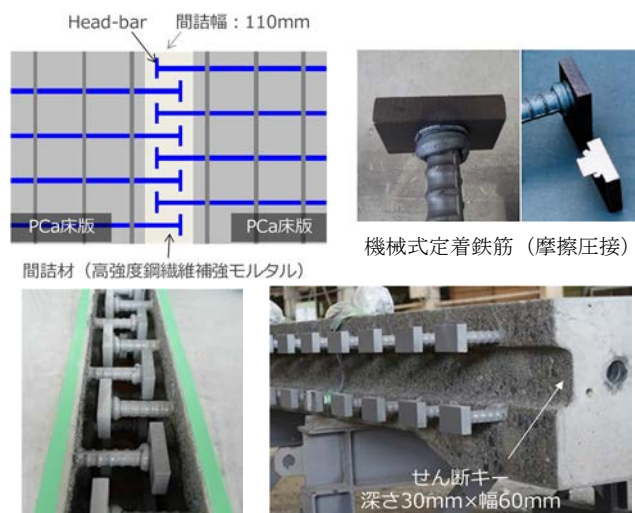 Head-bar
間詰幅：110mm
PCa床版
PCa床版
間詰材（高強度鋼繊維補強モルタル）
機械式定着鉄筋（摩擦圧接）
せん断キー
深さ30mm×幅60mm